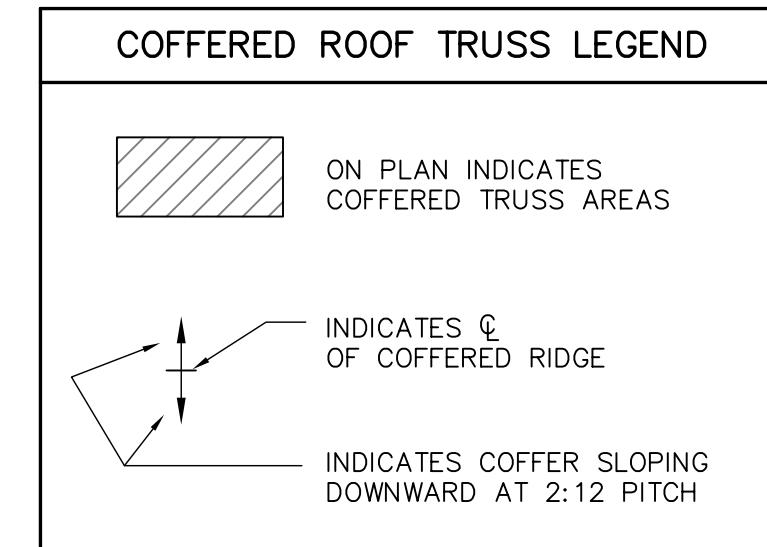 COFFERED ROOF TRUSS LEGEND
ON PLAN INDICATES
COFFERED TRUSS AREAS
INDICATES ℄
OF COFFERED RIDGE
INDICATES COFFER SLOPING
DOWNWARD AT 2:12 PITCH